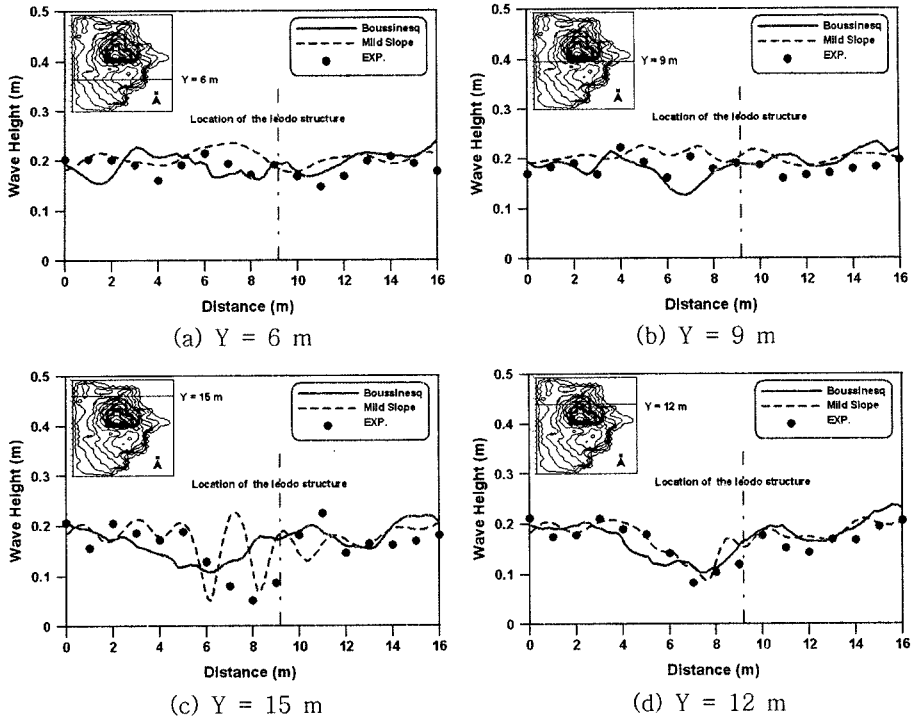 0.5
0.4
0.3
0.2
0.1
0
Wave Height (m)
Y = 6 m
Boussinesq
Mild Slope
EXP.
Location of the Ieodo structure
0 2 4 6 8 10 12 14 16
Distance (m)
(a) Y = 6 m
0.5
0.4
0.3
0.2
0.1
0
Wave Height (m)
Y = 9 m
Boussinesq
Mild Slope
EXP.
Location of the Ieodo structure
0 2 4 6 8 10 12 14 16
Distance (m)
(b) Y = 9 m
0.5
0.4
0.3
0.2
0.1
0
Wave Height (m)
Y = 15 m
Boussinesq
Mild Slope
EXP.
Location of the Ieodo structure
0 2 4 6 8 10 12 14 16
Distance (m)
(c) Y = 15 m
0.5
0.4
0.3
0.2
0.1
0
Wave Height (m)
Y = 12 m
Boussinesq
Mild Slope
EXP.
Location of the Ieodo structure
0 2 4 6 8 10 12 14 16
Distance (m)
(d) Y = 12 m